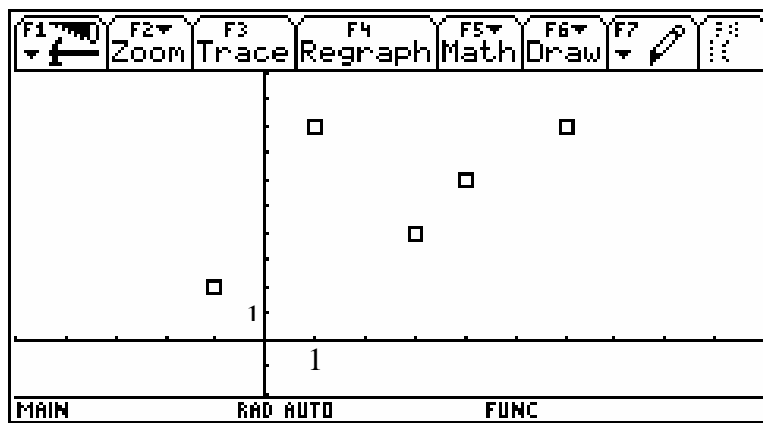 F1 F2 F3 F4 F5 F6 F7
Zoom Trace Regraph Math Draw
1
1
MAIN RAD AUTO FUNC